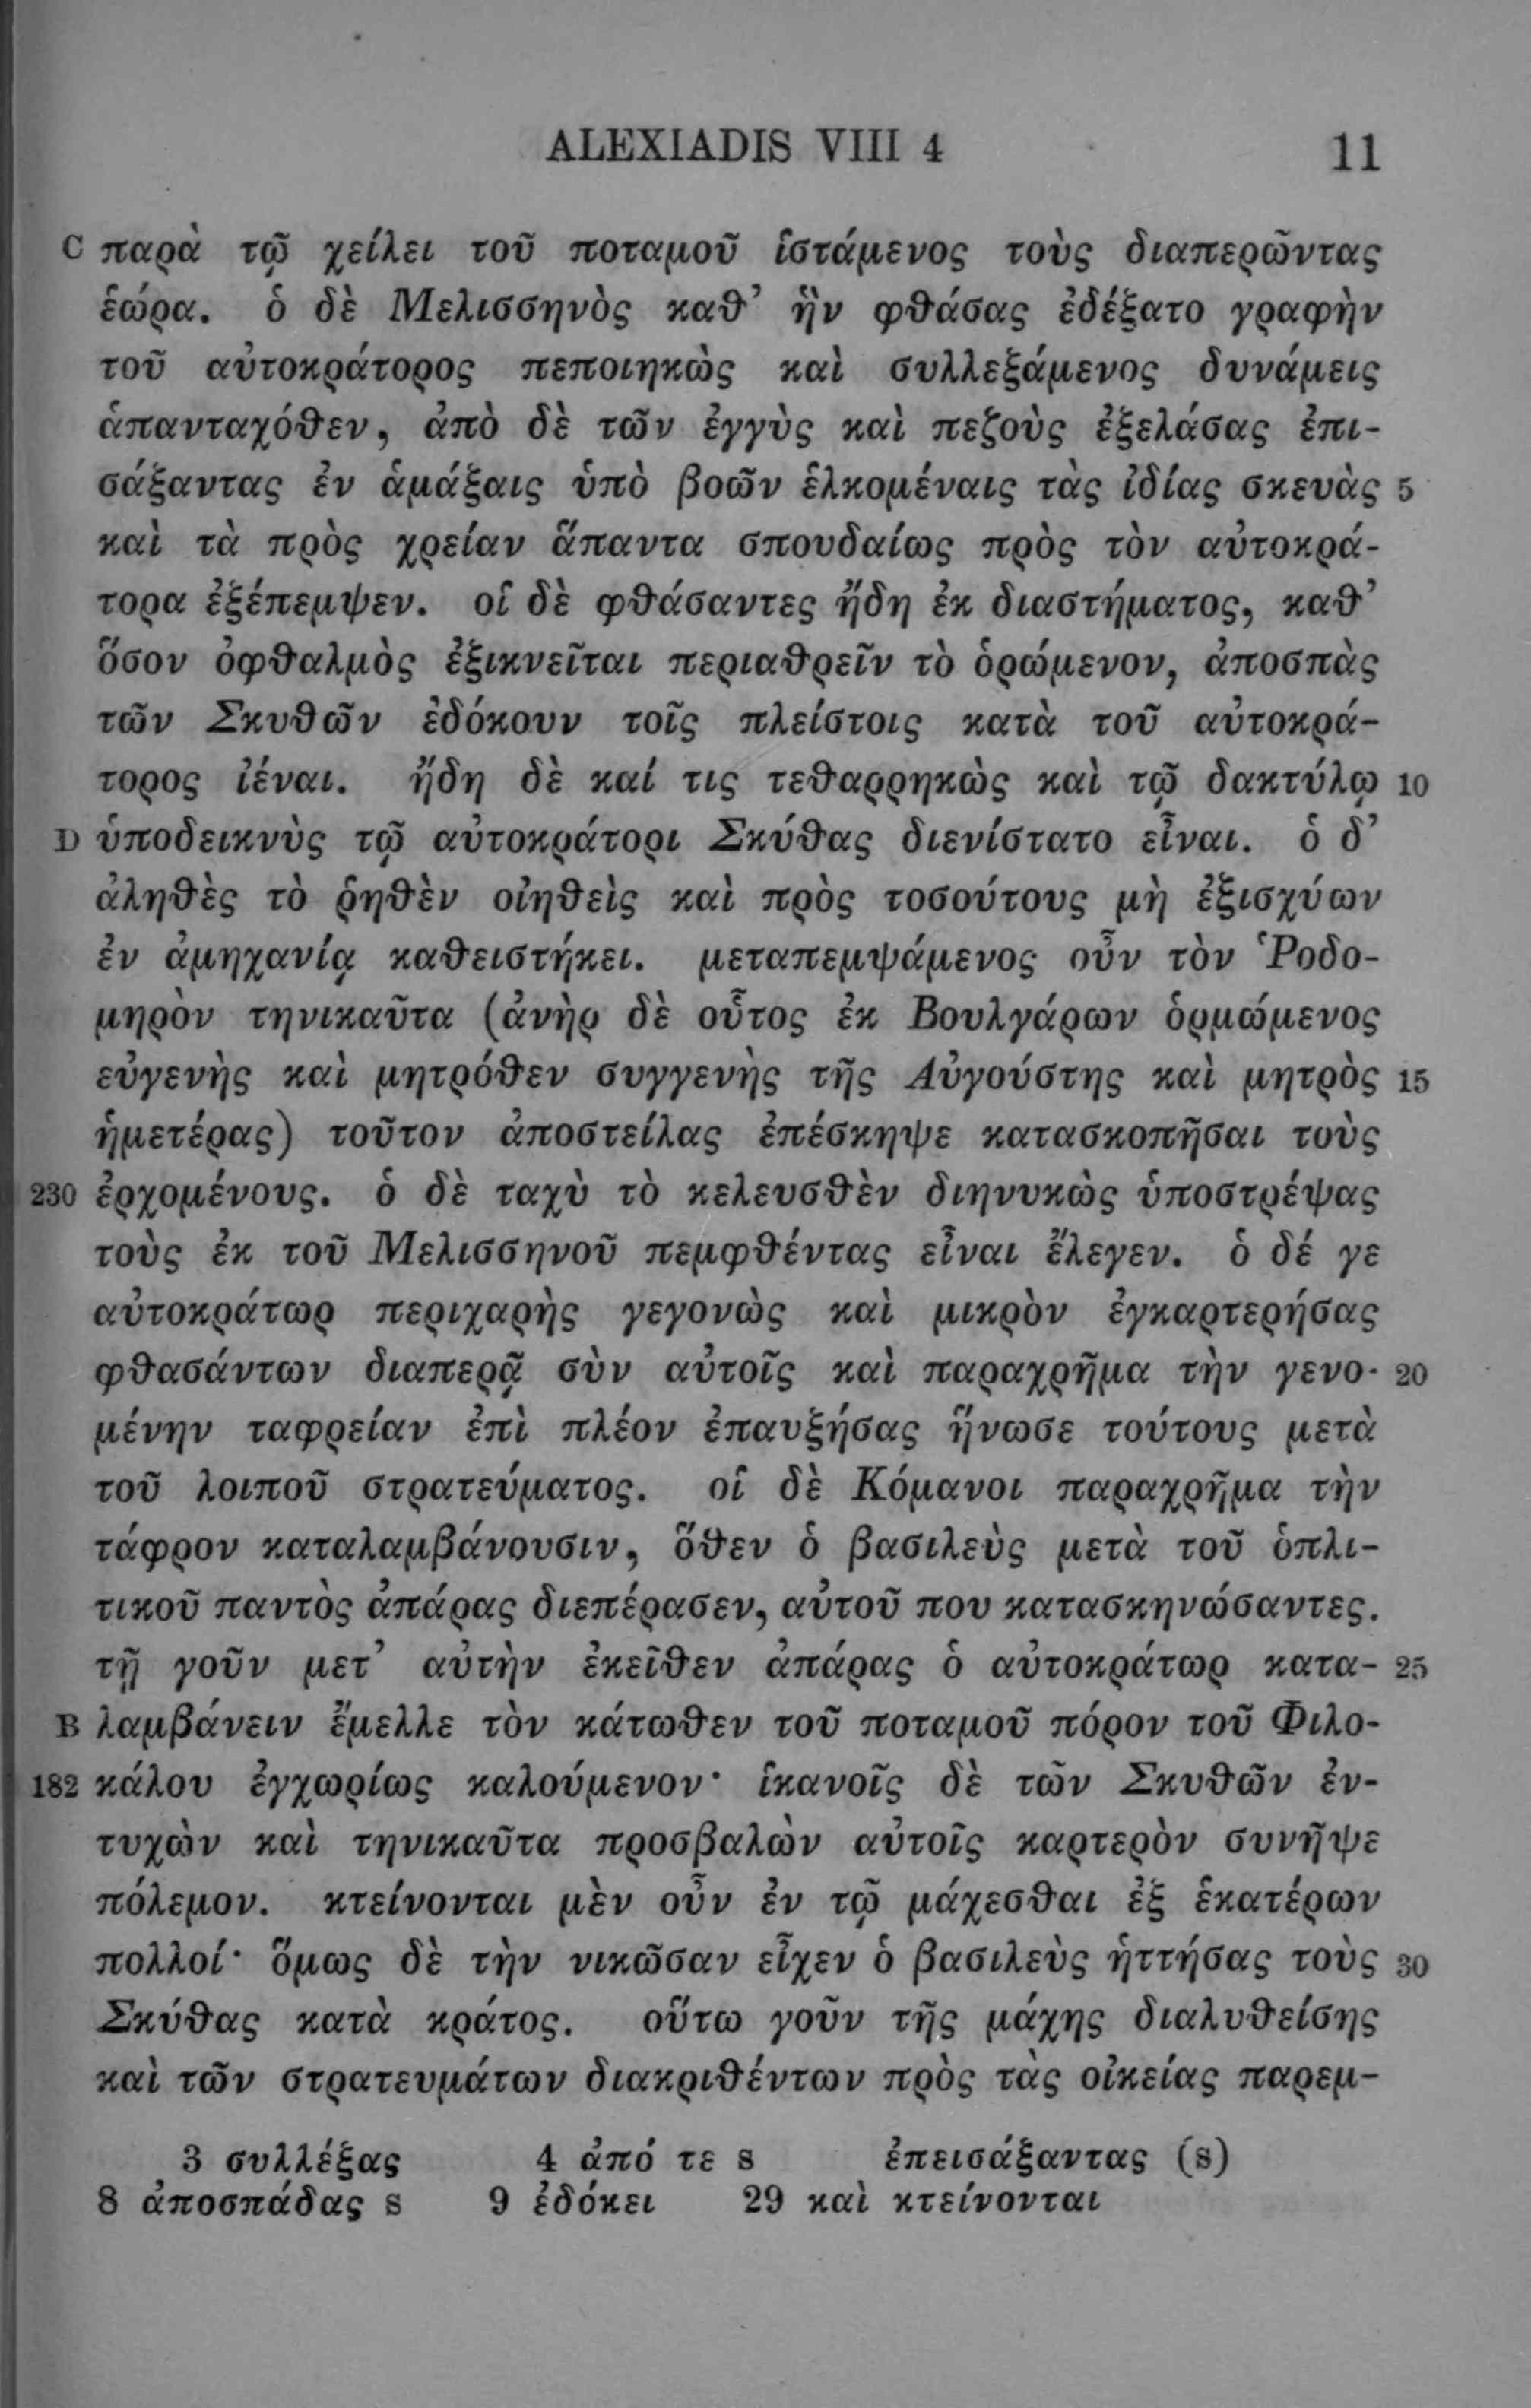 ALEXIADIS VIII 4 11
C παρὰ τῷ χείλει τοῦ ποταμοῦ ἱστάμενος τοὺς διαπερῶντας
ἑώρα. ὁ δὲ Μελισσηνὸς καθ’ ἣν φθάσας ἐδέξατο γραφὴν
τοῦ αὐτοκράτορος πεποιηκὼς καὶ συλλεξάμενος δυνάμεις
ἁπανταχόθεν, ἀπὸ δὲ τῶν ἐγγὺς καὶ πεζοὺς ἐξελάσας ἐπι-
σάξαντας ἐν ἁμάξαις ὑπὸ βοῶν ἑλκομέναις τὰς ἰδίας σκευὰς 5
καὶ τὰ πρὸς χρείαν ἅπαντα σπουδαίως πρὸς τὸν αὐτοκρά-
τορα ἐξέπεμψεν. οἱ δὲ φθάσαντες ἤδη ἐκ διαστήματος, καθ’
ὅσον ὀφθαλμὸς ἐξικνεῖται περιαθρεῖν τὸ ὁρώμενον, ἀποσπὰς
τῶν Σκυθῶν ἐδόκουν τοῖς πλείστοις κατὰ τοῦ αὐτοκρά-
τορος ἰέναι. ἤδη δὲ καί τις τεθαρρηκὼς καὶ τῷ δακτύλῳ 10
D ὑποδεικνὺς τῷ αὐτοκράτορι Σκύθας διενίστατο εἶναι. ὁ δ’
ἀληθὲς τὸ ῥηθὲν οἰηθεὶς καὶ πρὸς τοσούτους μὴ ἐξισχύων
ἐν ἀμηχανίᾳ καθειστήκει. μεταπεμψάμενος οὖν τὸν Ῥοδο-
μηρὸν τηνικαῦτα (ἀνὴρ δὲ οὗτος ἐκ Βουλγάρων ὁρμώμενος
εὐγενὴς καὶ μητρόθεν συγγενὴς τῆς Αὐγούστης καὶ μητρὸς 15
ἡμετέρας) τοῦτον ἀποστείλας ἐπέσκηψε κατασκοπῆσαι τοὺς
230 ἐρχομένους. ὁ δὲ ταχὺ τὸ κελευσθὲν διηνυκὼς ὑποστρέψας
τοὺς ἐκ τοῦ Μελισσηνοῦ πεμφθέντας εἶναι ἔλεγεν. ὁ δέ γε
αὐτοκράτωρ περιχαρὴς γεγονὼς καὶ μικρὸν ἐγκαρτερήσας
φθασάντων διαπερᾷ σὺν αὐτοῖς καὶ παραχρῆμα τὴν γενο- 20
μένην ταφρείαν ἐπὶ πλέον ἐπαυξήσας ἥνωσε τούτους μετὰ
τοῦ λοιποῦ στρατεύματος. οἱ δὲ Κόμανοι παραχρῆμα τὴν
τάφρον καταλαμβάνουσιν, ὅθεν ὁ βασιλεὺς μετὰ τοῦ ὁπλι-
τικοῦ παντὸς ἀπάρας διεπέρασεν, αὐτοῦ που κατασκηνώσαντες.
τῇ γοῦν μετ’ αὐτὴν ἐκεῖθεν ἀπάρας ὁ αὐτοκράτωρ κατα- 25
B λαμβάνειν ἔμελλε τὸν κάτωθεν τοῦ ποταμοῦ πόρον τοῦ Φιλο-
182 κάλου ἐγχωρίως καλούμενον· ἱκανοῖς δὲ τῶν Σκυθῶν ἐν-
τυχὼν καὶ τηνικαῦτα προσβαλὼν αὐτοῖς καρτερὸν συνῆψε
πόλεμον. κτείνονται μὲν οὖν ἐν τῷ μάχεσθαι ἐξ ἑκατέρων
πολλοί· ὅμως δὲ τὴν νικῶσαν εἶχεν ὁ βασιλεὺς ἡττήσας τοὺς 30
Σκύθας κατὰ κράτος. οὕτω γοῦν τῆς μάχης διαλυθείσης
καὶ τῶν στρατευμάτων διακριθέντων πρὸς τὰς οἰκείας παρεμ-
3 συλλέξας 4 ἀπό τε s ἐπεισάξαντας (s)
8 ἀποσπάδας s 9 ἐδόκει 29 καὶ κτείνονται